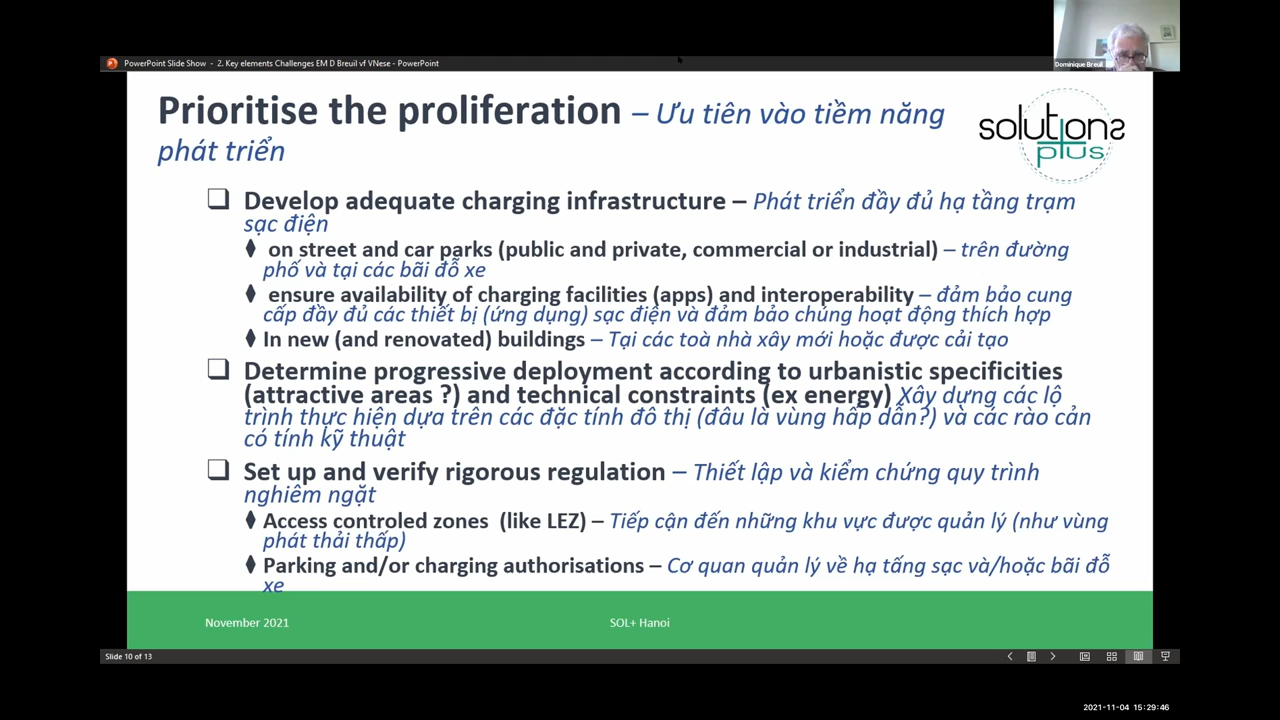 PowerPoint Slide Show - 2. Key elements Challenges EM D Breuil vf VNese - PowerPoint
Dominique Breuil
Prioritise the proliferation – Ưu tiên vào tiềm năng
phát triển
solutions
plus
❑ Develop adequate charging infrastructure – Phát triển đầy đủ hạ tầng trạm
sạc điện
♦ on street and car parks (public and private, commercial or industrial) – trên đường
phố và tại các bãi đỗ xe
♦ ensure availability of charging facilities (apps) and interoperability – đảm bảo cung
cấp đầy đủ các thiết bị (ứng dụng) sạc điện và đảm bảo chúng hoạt động thích hợp
♦ In new (and renovated) buildings – Tại các toà nhà xây mới hoặc được cải tạo
❑ Determine progressive deployment according to urbanistic specificities
(attractive areas ?) and technical constraints (ex energy) Xây dựng các lộ
trình thực hiện dựa trên các đặc tính đô thị (đâu là vùng hấp dẫn?) và các rào cản
có tính kỹ thuật
❑ Set up and verify rigorous regulation – Thiết lập và kiểm chứng quy trình
nghiêm ngặt
♦ Access controled zones (like LEZ) – Tiếp cận đến những khu vực được quản lý (như vùng
phát thải thấp)
♦ Parking and/or charging authorisations – Cơ quan quản lý về hạ tấng sạc và/hoặc bãi đỗ
xe
November 2021
SOL+ Hanoi
Slide 10 of 13
2021-11-04 15:29:46